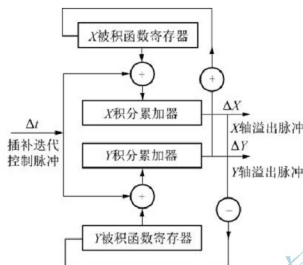 X被积函数寄存器
+
+
X积分累加器
ΔX
X轴溢出脉冲
Δt
插补迭代
控制脉冲
Y积分累加器
ΔY
Y轴溢出脉冲
+
−
Y被积函数寄存器